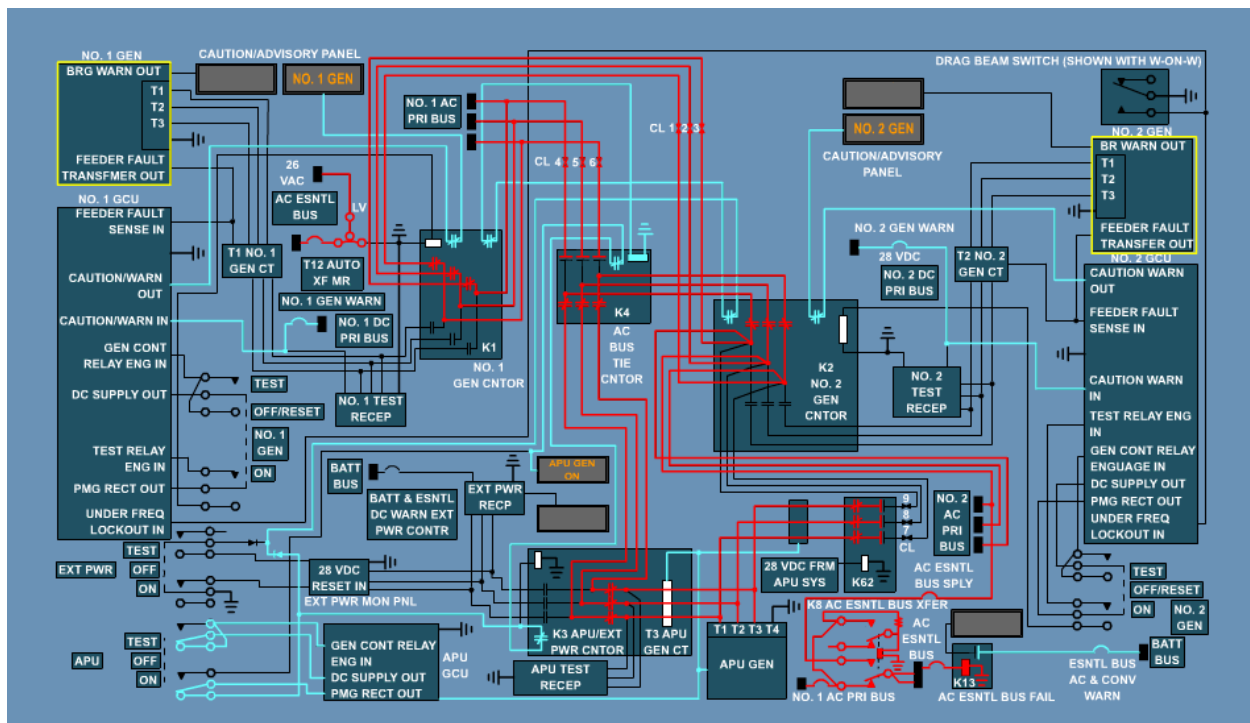 NO. 1 GEN
BRG WARN OUT
T1
T2
T3
FEEDER FAULT
TRANSFMER OUT
CAUTION/ADVISORY PANEL
NO. 1 GEN
NO. 1 AC
PRI BUS
CL 1 2 3
CL 4 5 6
DRAG BEAM SWITCH (SHOWN WITH W-ON-W)
NO. 2 GEN
CAUTION/ADVISORY
PANEL
NO. 2 GEN
BR WARN OUT
T1
T2
T3
FEEDER FAULT
TRANSFER OUT
NO. 1 GCU
FEEDER FAULT
SENSE IN
CAUTION/WARN
OUT
CAUTION/WARN IN
GEN CONT
RELAY ENG IN
DC SUPPLY OUT
TEST RELAY
ENG IN
PMG RECT OUT
UNDER FREQ
LOCKOUT IN
26
VAC
AC ESNTL
BUS
LV
T1 NO. 1
GEN CT
T12 AUTO
XF MR
NO. 1 GEN WARN
NO. 1 DC
PRI BUS
K1
NO. 1
GEN CNTOR
NO. 1 TEST
RECEP
TEST
OFF/RESET
NO. 1
GEN
ON
K4
AC
BUS
TIE
CNTOR
K2
NO. 2
GEN
CNTOR
NO. 2 GEN WARN
28 VDC
NO. 2 DC
PRI BUS
T2 NO. 2
GEN CT
NO. 2
TEST
RECEP
NO. 2 GCU
CAUTION WARN
OUT
FEEDER FAULT
SENSE IN
CAUTION WARN
IN
TEST RELAY ENG
IN
GEN CONT RELAY
ENGUAGE IN
DC SUPPLY OUT
PMG RECT OUT
UNDER FREQ
LOCKOUT IN
TEST
OFF/RESET
ON
NO. 2
GEN
BATT
BUS
BATT & ESNTL
DC WARN EXT
PWR CONTR
EXT PWR
RECP
APU GEN
ON
EXT PWR
TEST
OFF
ON
28 VDC
RESET IN
EXT PWR MON PNL
K3 APU/EXT
PWR CNTOR
T3 APU
GEN CT
APU TEST
RECEP
APU
TEST
OFF
ON
GEN CONT RELAY
ENG IN
DC SUPPLY OUT
PMG RECT OUT
APU
GCU
T1 T2 T3 T4
APU GEN
28 VDC FRM
APU SYS
K62
9
8
7
CL
NO. 2
AC
PRI
BUS
AC ESNTL
BUS SPLY
K8 AC ESNTL BUS XFER
AC
ESNTL
BUS
NO. 1 AC PRI BUS
K13
AC ESNTL BUS FAIL
ESNTL BUS
AC & CONV
WARN
BATT
BUS